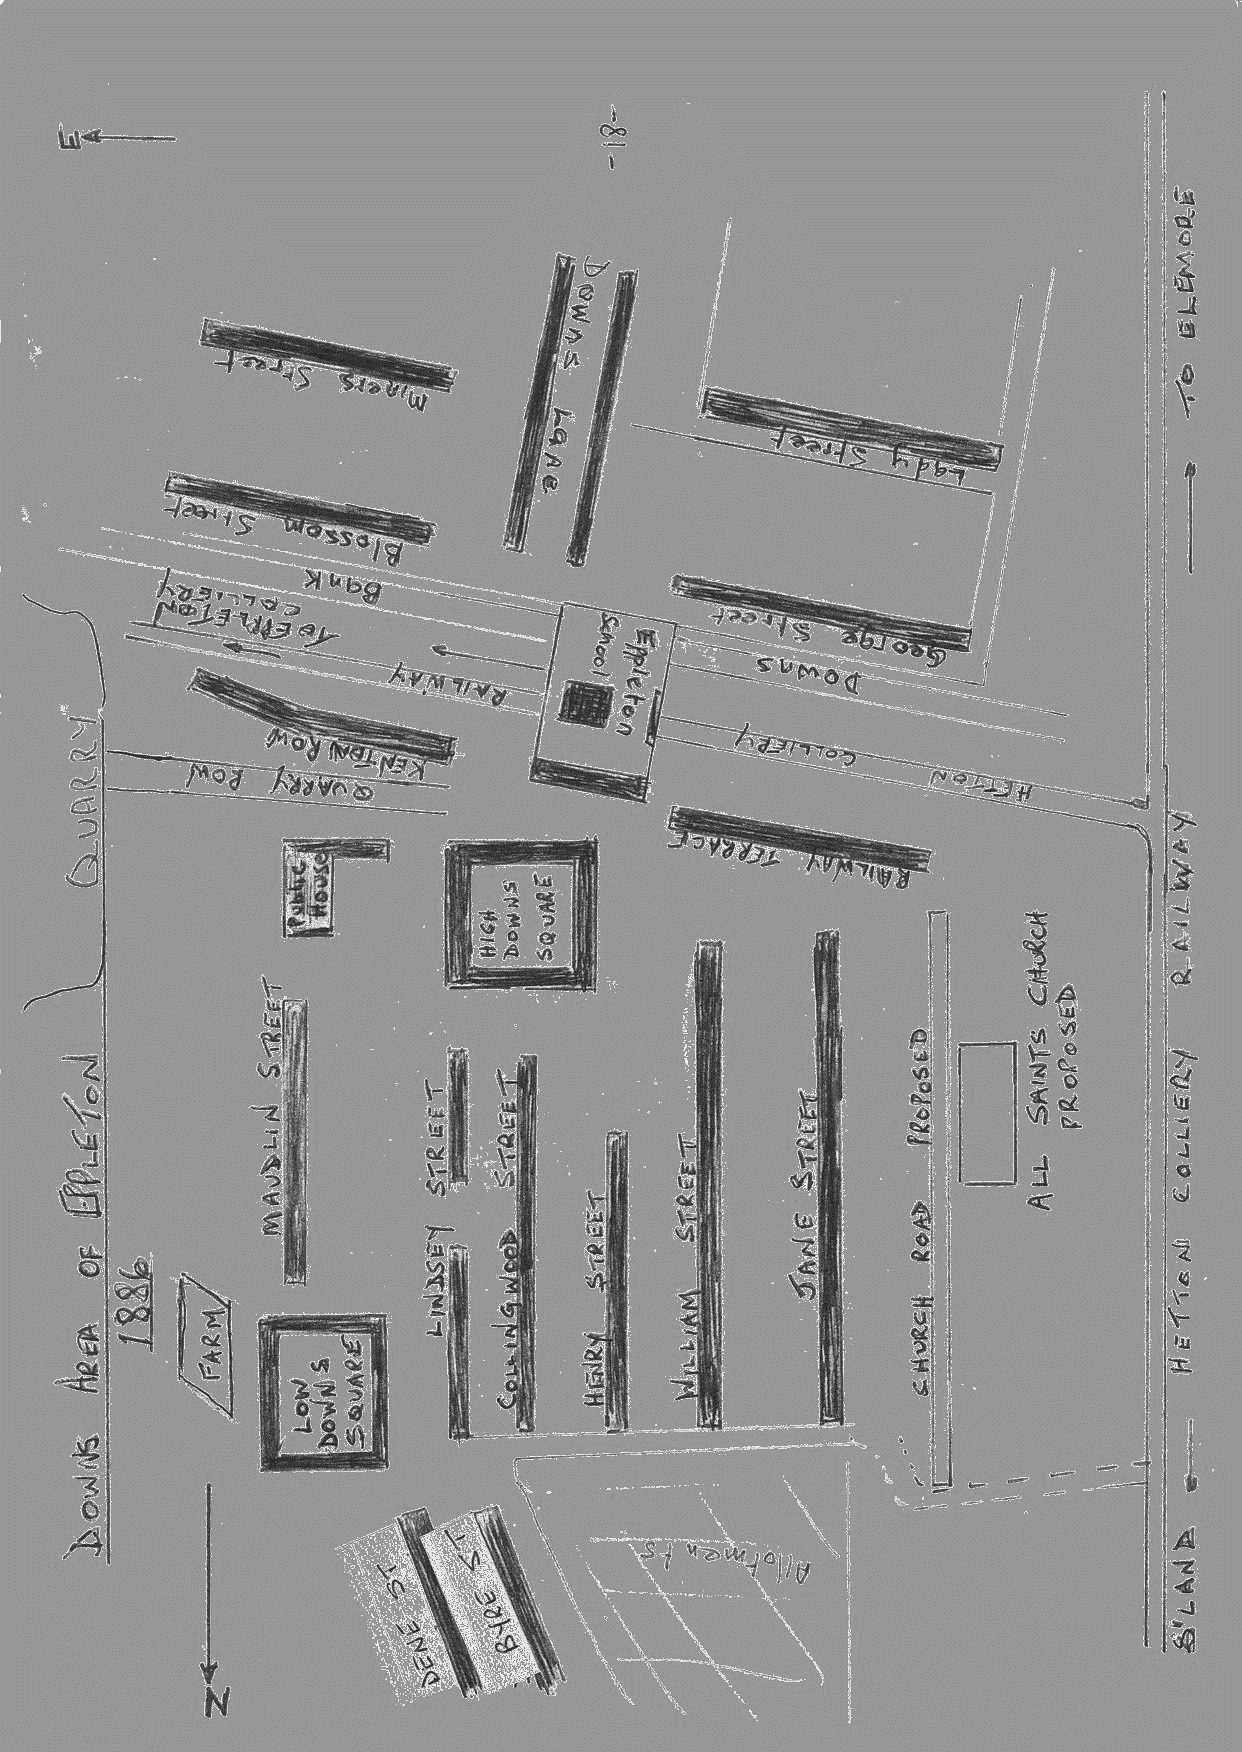 DOWNS AREA OF EPPLETON
1886
QUARRY
N
E
-18-
FARM
LOW
DOWNS
SQUARE
MAUDLIN STREET
Public
House
QUARRY ROW
KENTON ROW
RAILWAY
TO EPPLETON
COLLIERY
BANK
Blossom
Street
Miners Street
DENE ST
BYRE ST
LINDSEY STREET
COLLINGWOOD STREET
HENRY STREET
WILLIAM STREET
JANE STREET
HIGH
DOWNS
SQUARE
Eppleton
School
DOWNS LANE
RAILWAY TERRACE
HETTON COLLIERY
DOWNS
George Street
Lady Street
Allotments
CHURCH ROAD PROPOSED
ALL SAINTS CHURCH
PROPOSED
S'LAND
HETTON COLLIERY RAILWAY
TO ELEMORE